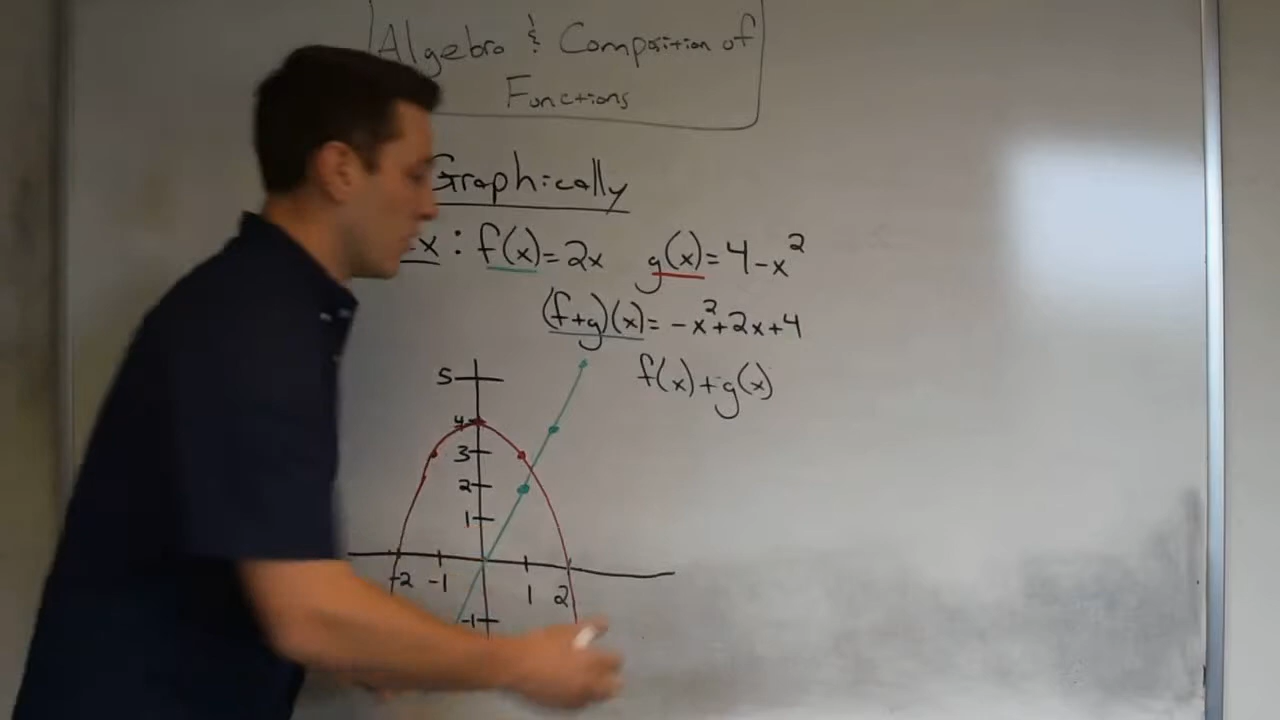 Algebra & Composition of
Functions
Graphically
x : f(x)=2x g(x)=4-x²
(f+g)(x)= -x²+2x+4
f(x)+g(x)
5
4
3
2
1
-2 -1 1 2
-1